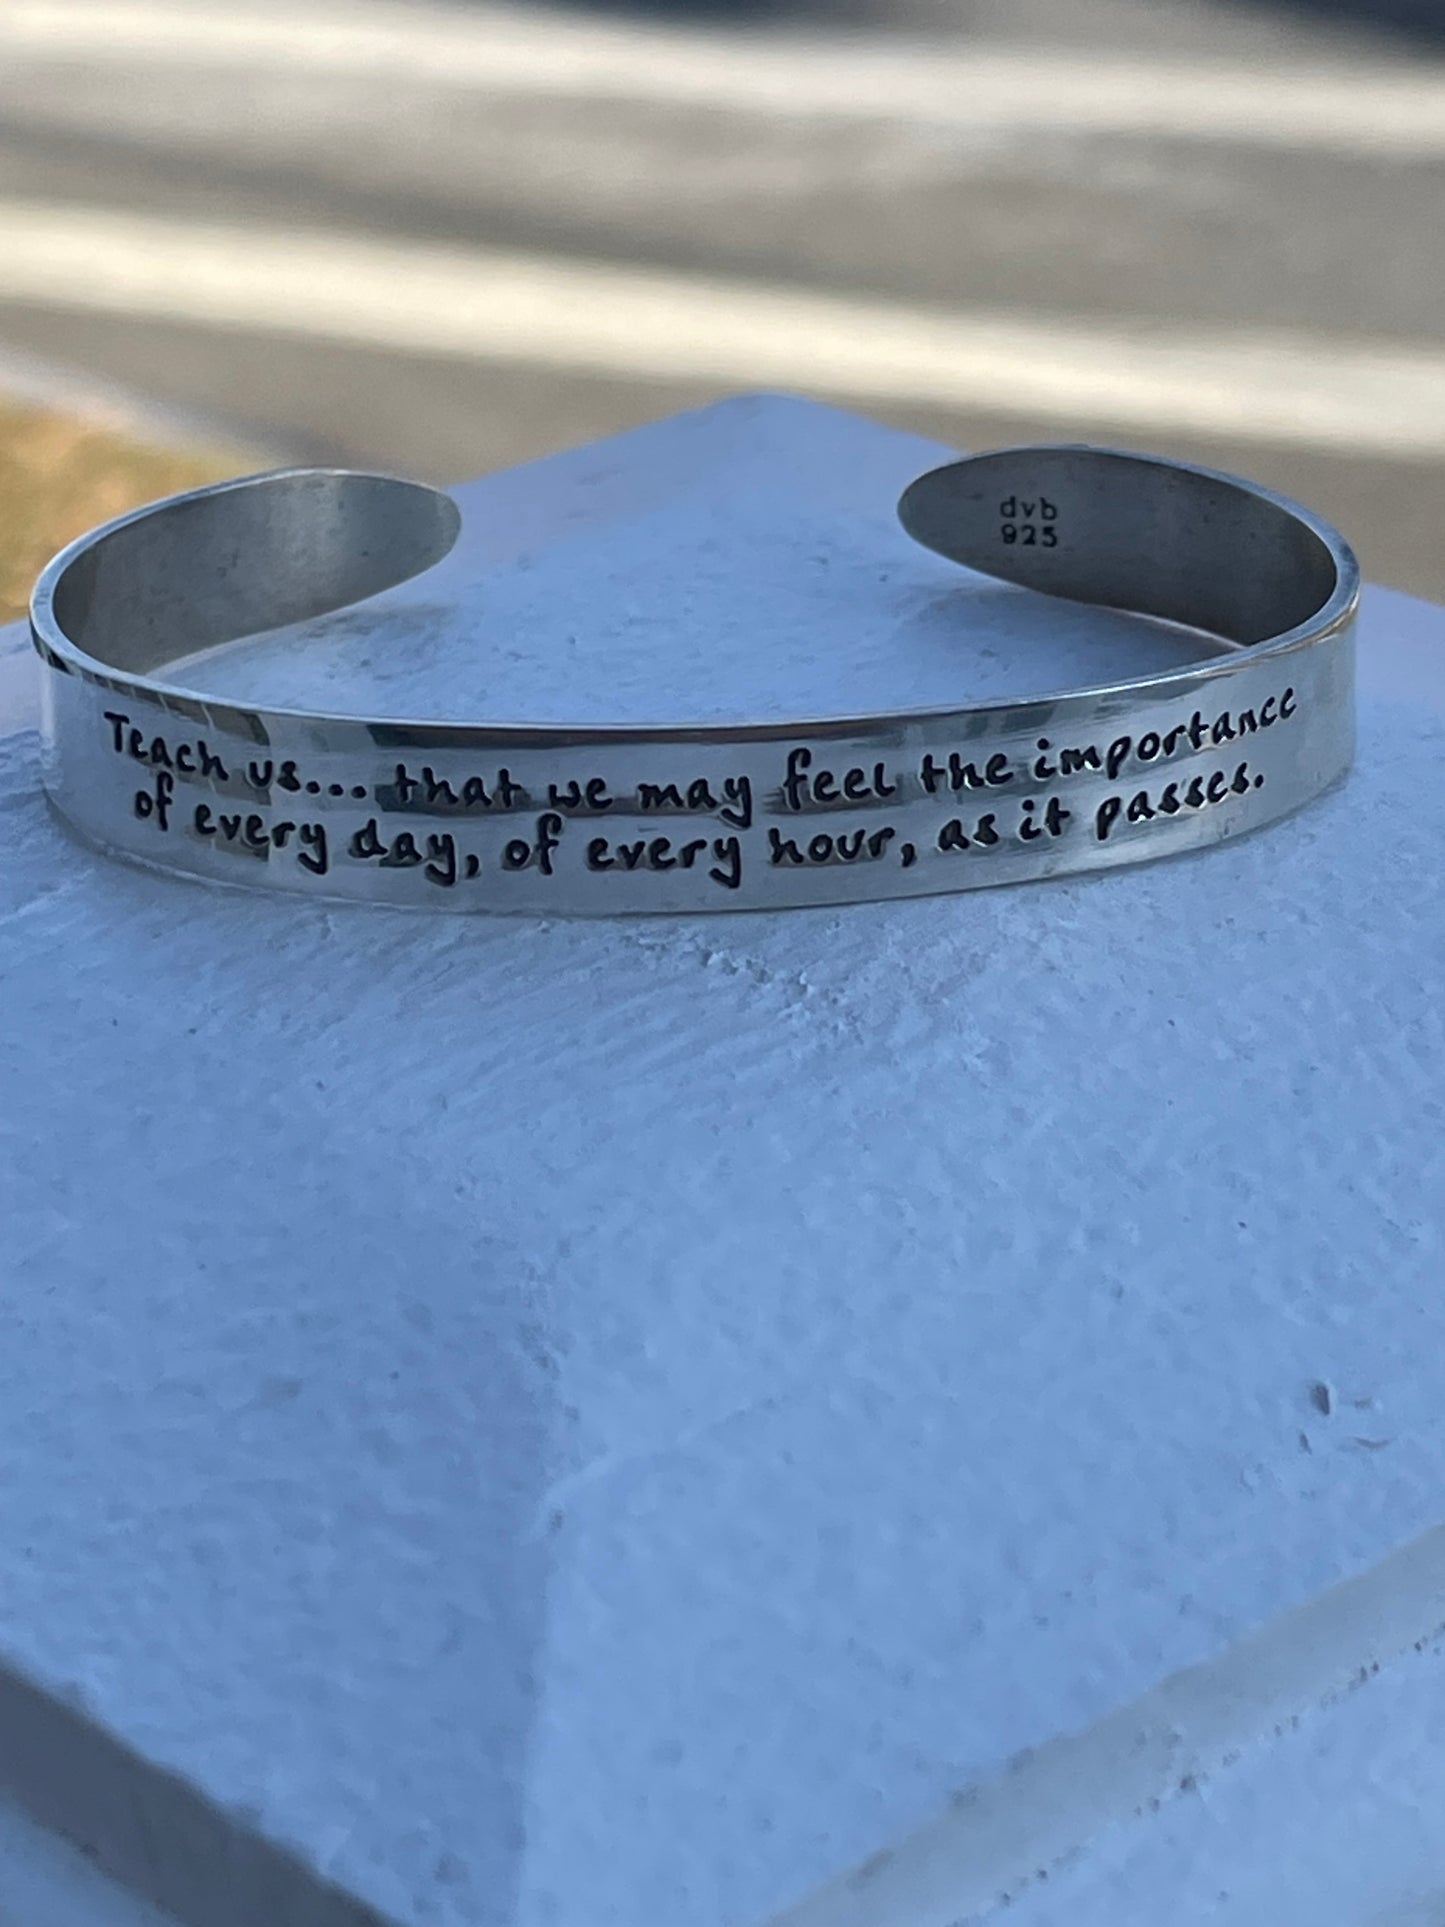 dvb
925
Teach us... that we may feel the importance
of every day, of every hour, as it passes.